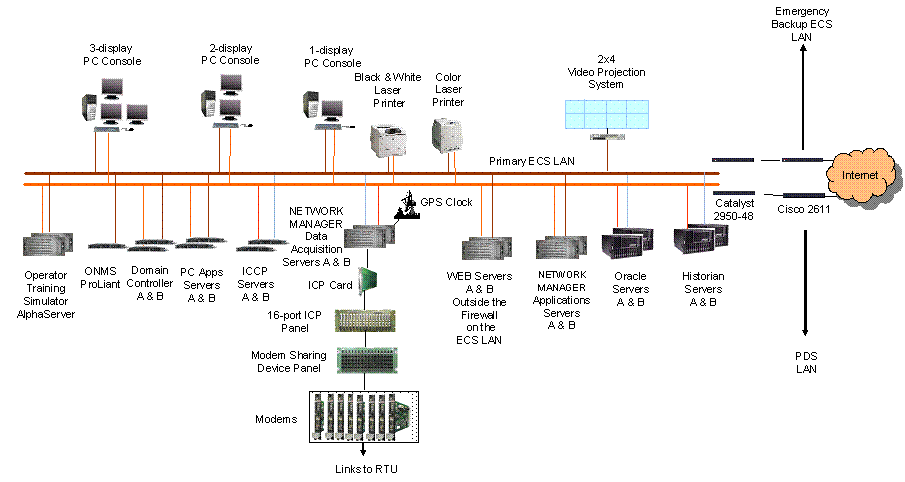 Emergency
Backup ECS
LAN
3-display
PC Console
2-display
PC Console
1-display
PC Console
Black & White
Laser
Printer
Color
Laser
Printer
2x4
Video Projection
System
Primary ECS LAN
Internet
Catalyst
2950-48
Cisco 2611
GPS Clock
NETWORK
MANAGER
Data
Acquisition
Servers A & B
Operator
Training
Simulator
AlphaServer
ONMS
ProLiant
Domain
Controller
A & B
PC Apps
Servers
A & B
ICCP
Servers
A & B
ICP Card
16-port ICP
Panel
Modem Sharing
Device Panel
Modems
Links to RTU
WEB Servers
A & B
Outside the
Firewall
on the
ECS LAN
NETWORK
MANAGER
Applications
Servers
A & B
Oracle
Servers
A & B
Historian
Servers
A & B
PDS
LAN